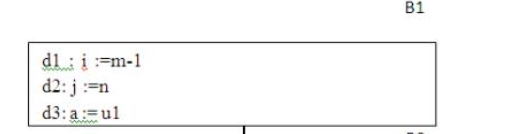 B1
d1 : i :=m-1
d2: j :=n
d3: a := u1